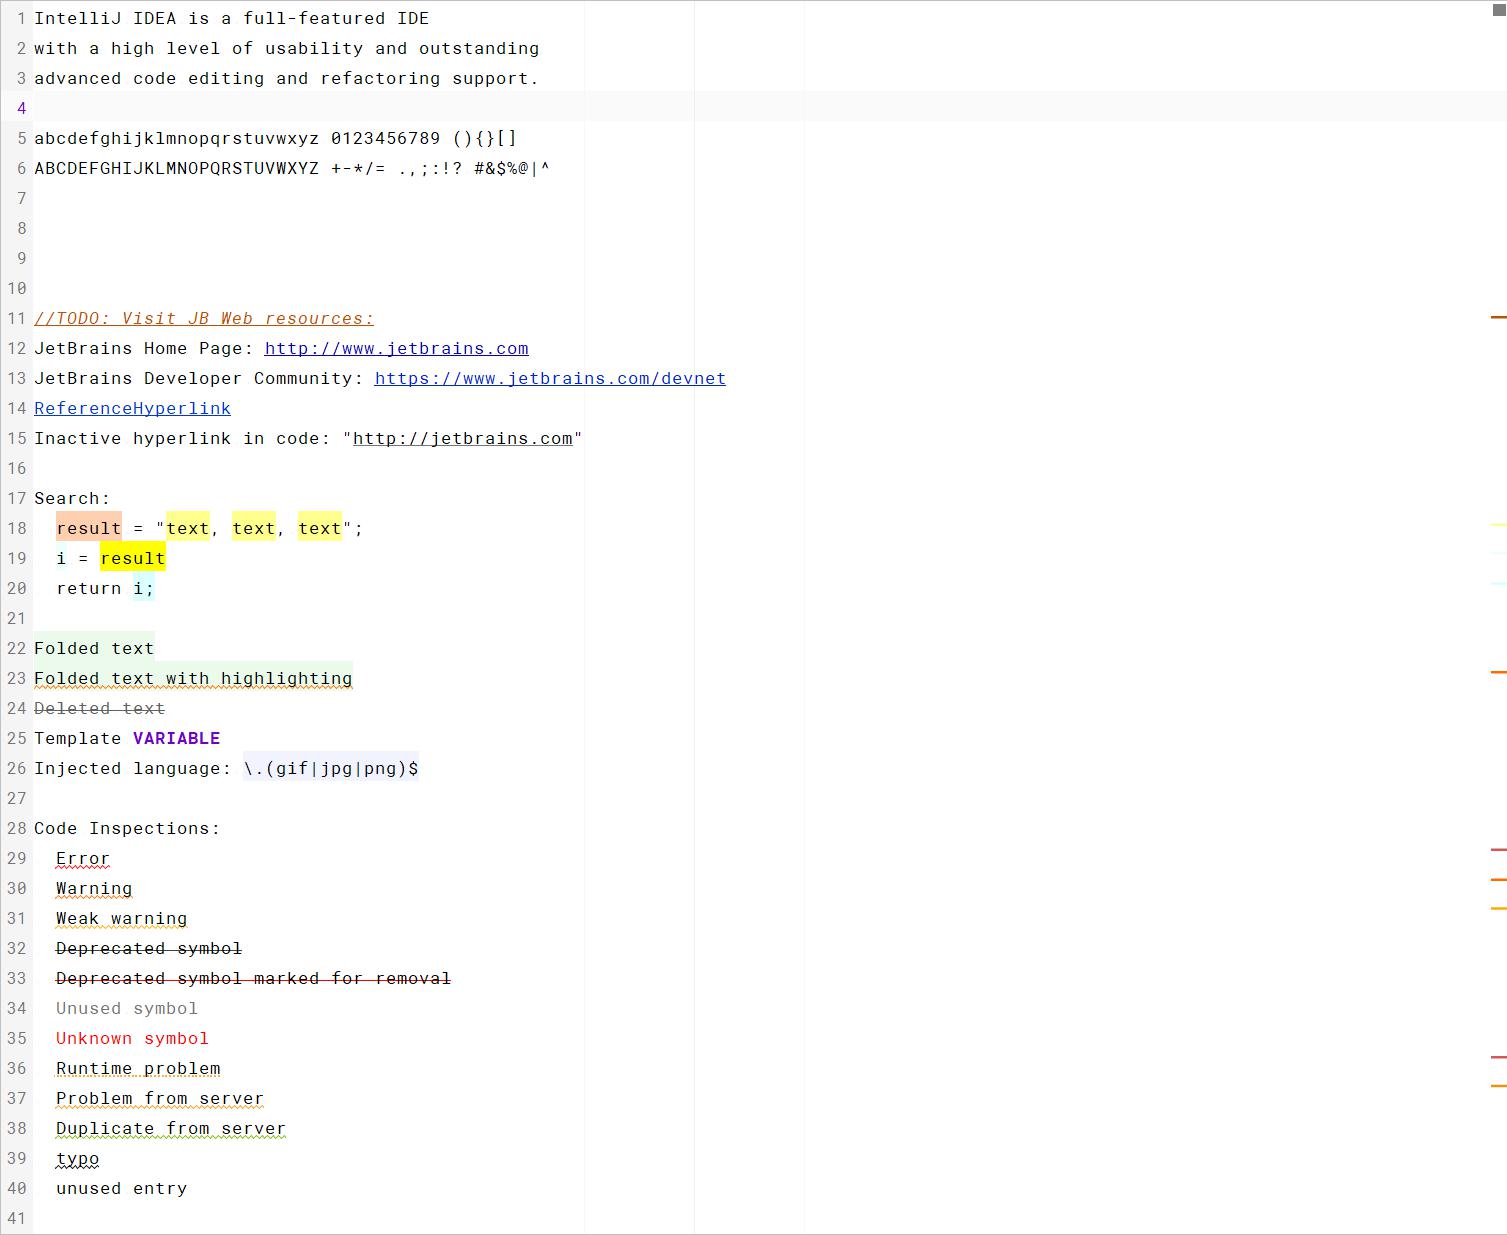 1 IntelliJ IDEA is a full-featured IDE
2 with a high level of usability and outstanding
3 advanced code editing and refactoring support.
4
5 abcdefghijklmnopqrstuvwxyz 0123456789 (){}[]
6 ABCDEFGHIJKLMNOPQRSTUVWXYZ +-*/= .,;:!? #&$%@|^
7
8
9
10
11 //TODO: Visit JB Web resources:
12 JetBrains Home Page: http://www.jetbrains.com
13 JetBrains Developer Community: https://www.jetbrains.com/devnet
14 ReferenceHyperlink
15 Inactive hyperlink in code: "http://jetbrains.com"
16
17 Search:
18   result = "text, text, text";
19   i = result
20   return i;
21
22 Folded text
23 Folded text with highlighting
24 Deleted text
25 Template VARIABLE
26 Injected language: \.(gif|jpg|png)$
27
28 Code Inspections:
29   Error
30   Warning
31   Weak warning
32   Deprecated symbol
33   Deprecated symbol marked for removal
34   Unused symbol
35   Unknown symbol
36   Runtime problem
37   Problem from server
38   Duplicate from server
39   typo
40   unused entry
41